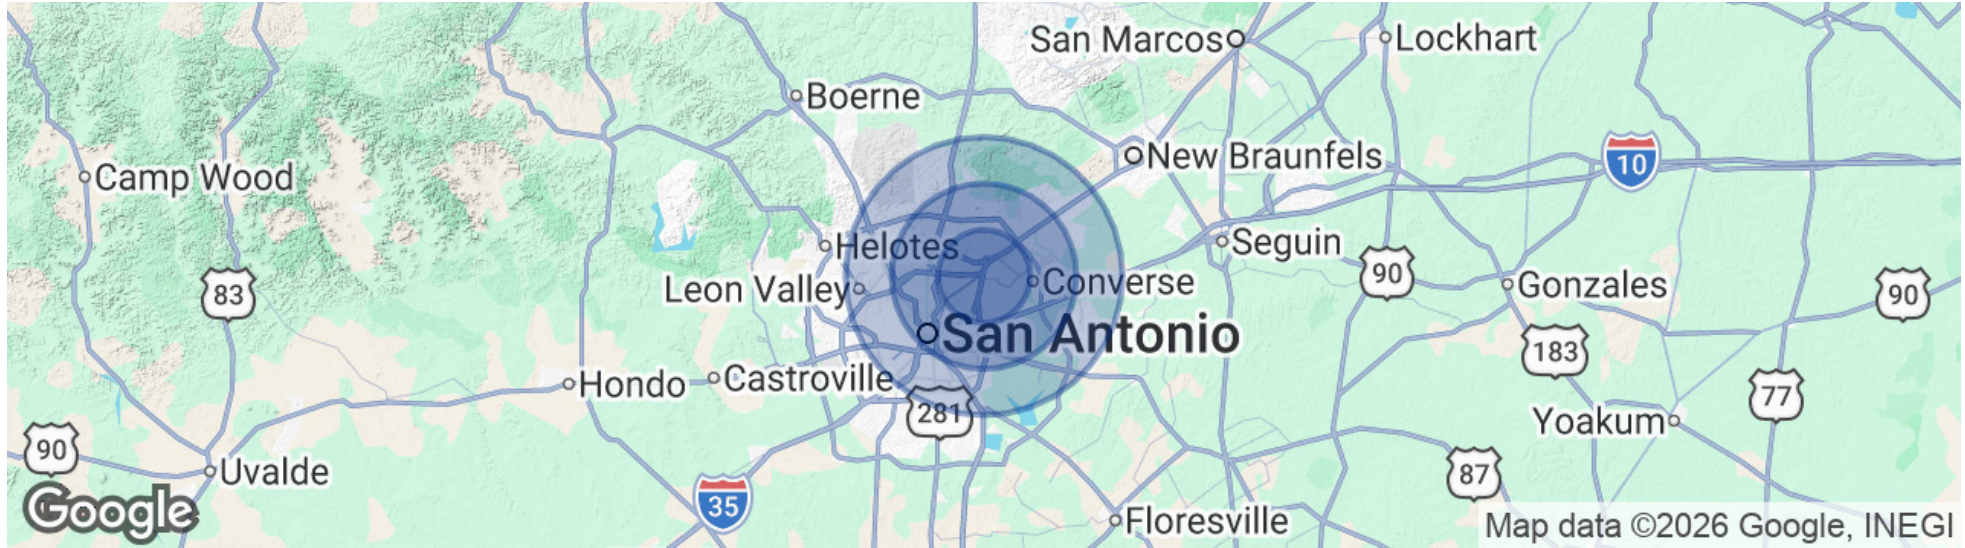 San Marcos
Lockhart
Boerne
New Braunfels
10
Camp Wood
Helotes
Seguin
83
Leon Valley
Converse
90
Gonzales
90
San Antonio
183
Hondo
Castroville
281
77
Yoakum
90
Uvalde
87
35
Google
Floresville
Map data ©2026 Google, INEGI